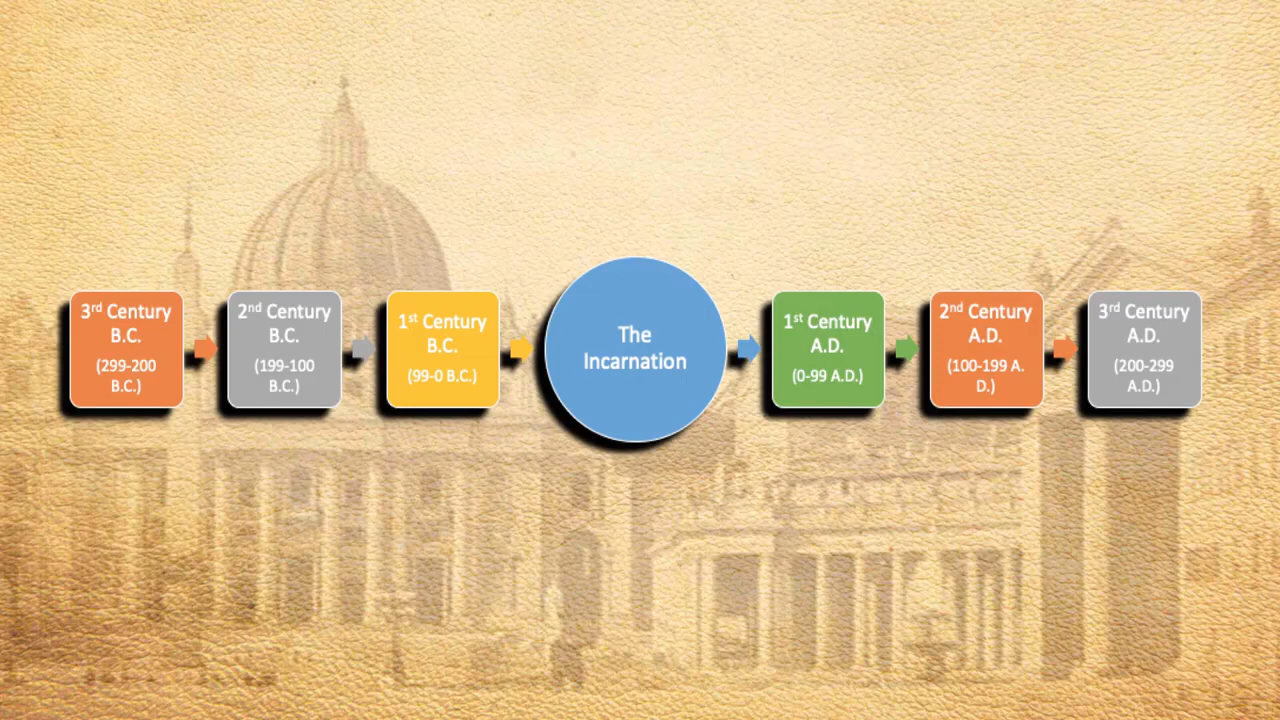 3rd Century
B.C.
(299-200
B.C.)
2nd Century
B.C.
(199-100
B.C.)
1st Century
B.C.
(99-0 B.C.)
The
Incarnation
1st Century
A.D.
(0-99 A.D.)
2nd Century
A.D.
(100-199 A.
D.)
3rd Century
A.D.
(200-299
A.D.)